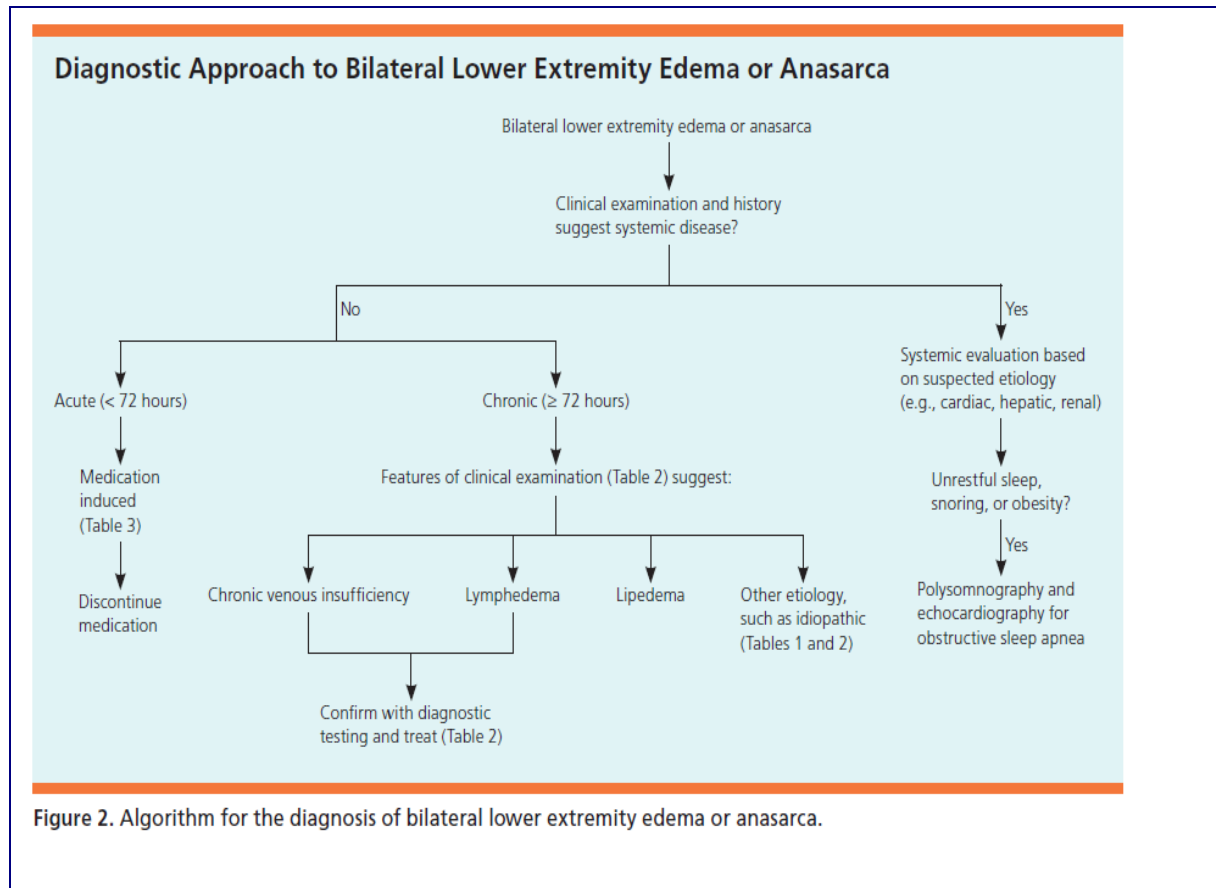 Diagnostic Approach to Bilateral Lower Extremity Edema or Anasarca
Bilateral lower extremity edema or anasarca
Clinical examination and history
suggest systemic disease?
No
Yes
Acute (< 72 hours)
Chronic (≥ 72 hours)
Systemic evaluation based
on suspected etiology
(e.g., cardiac, hepatic, renal)
Medication
induced
(Table 3)
Features of clinical examination (Table 2) suggest:
Unrestful sleep,
snoring, or obesity?
Yes
Discontinue
medication
Chronic venous insufficiency
Lymphedema
Lipedema
Other etiology,
such as idiopathic
(Tables 1 and 2)
Polysomnography and
echocardiography for
obstructive sleep apnea
Confirm with diagnostic
testing and treat (Table 2)
Figure 2. Algorithm for the diagnosis of bilateral lower extremity edema or anasarca.